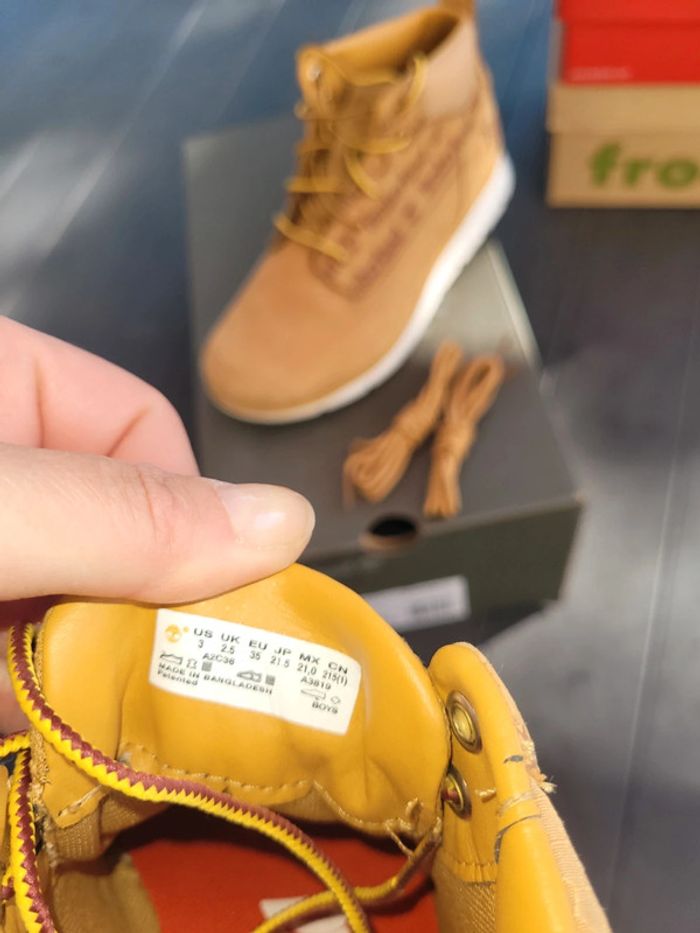 fro
US UK EU JP MX CN
3 2.5 35 21.5 21,0 215(1)
A2C36 A3819
MADE IN BANGLADESH
Patented BOYS